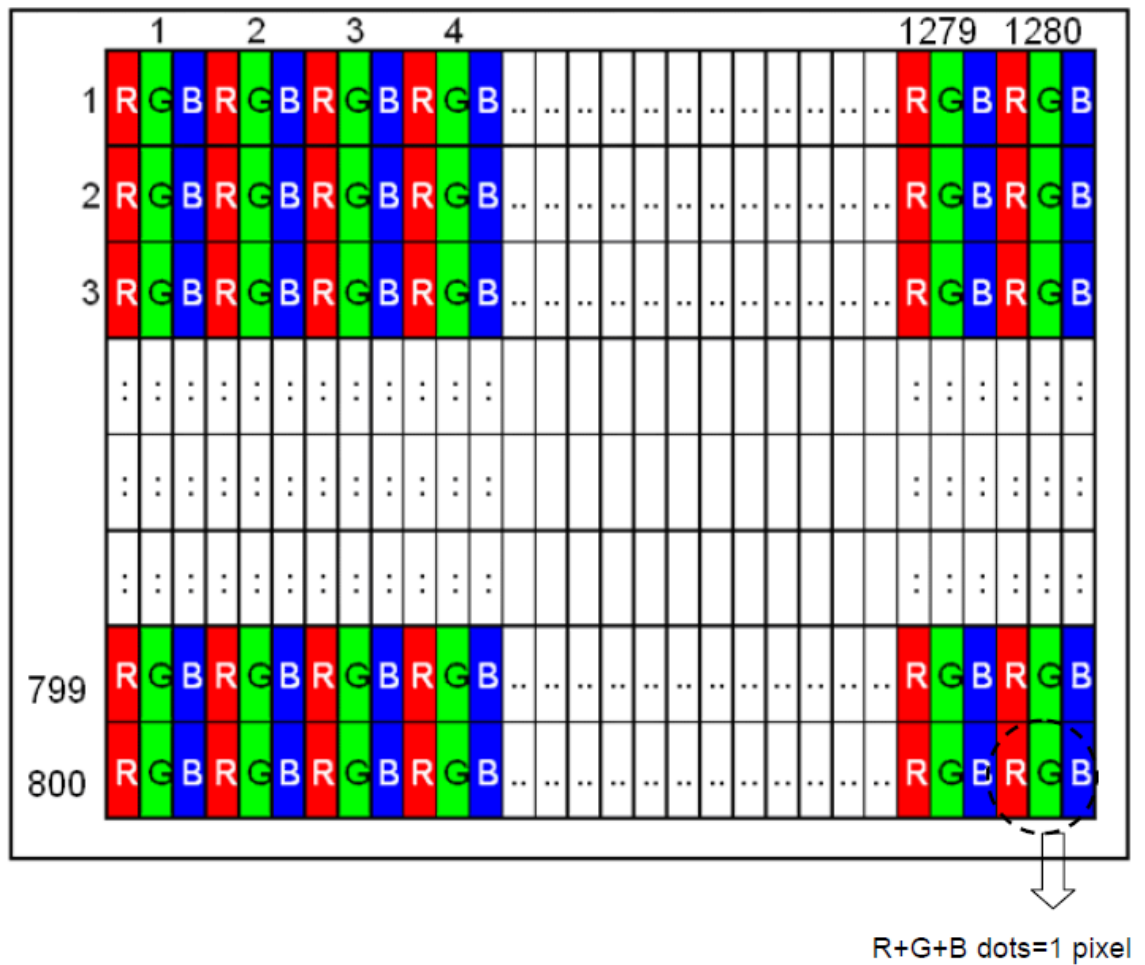 1 2 3 4 1279 1280
1 R G B R G B R G B R G B .. .. .. .. .. .. .. .. .. .. .. .. R G B R G B
2 R G B R G B R G B R G B .. .. .. .. .. .. .. .. .. .. .. .. R G B R G B
3 R G B R G B R G B R G B .. .. .. .. .. .. .. .. .. .. .. .. R G B R G B
: : : : : : : : : : : : : : : : : :
: : : : : : : : : : : : : : : : : :
: : : : : : : : : : : : : : : : : :
799 R G B R G B R G B R G B .. .. .. .. .. .. .. .. .. .. .. .. R G B R G B
800 R G B R G B R G B R G B .. .. .. .. .. .. .. .. .. .. .. .. R G B R G B
R+G+B dots=1 pixel